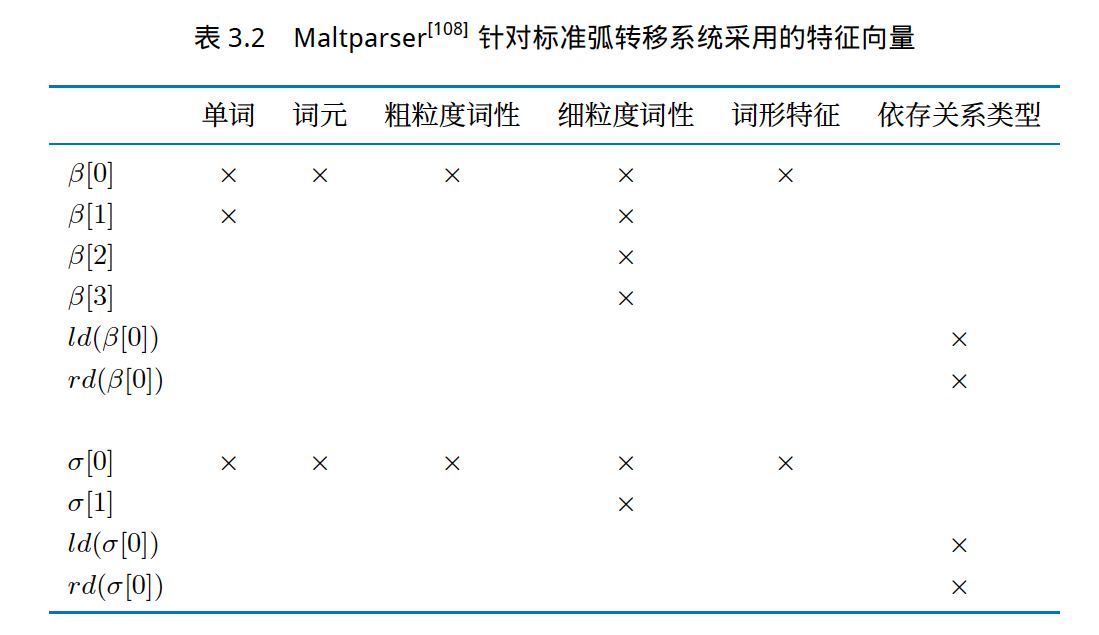 表 3.2 Maltparser[108] 针对标准弧转移系统采用的特征向量
单词 词元 粗粒度词性 细粒度词性 词形特征 依存关系类型
β[0] × × × × ×
β[1] × ×
β[2] ×
β[3] ×
ld(β[0]) ×
rd(β[0]) ×
σ[0] × × × × ×
σ[1] ×
ld(σ[0]) ×
rd(σ[0]) ×